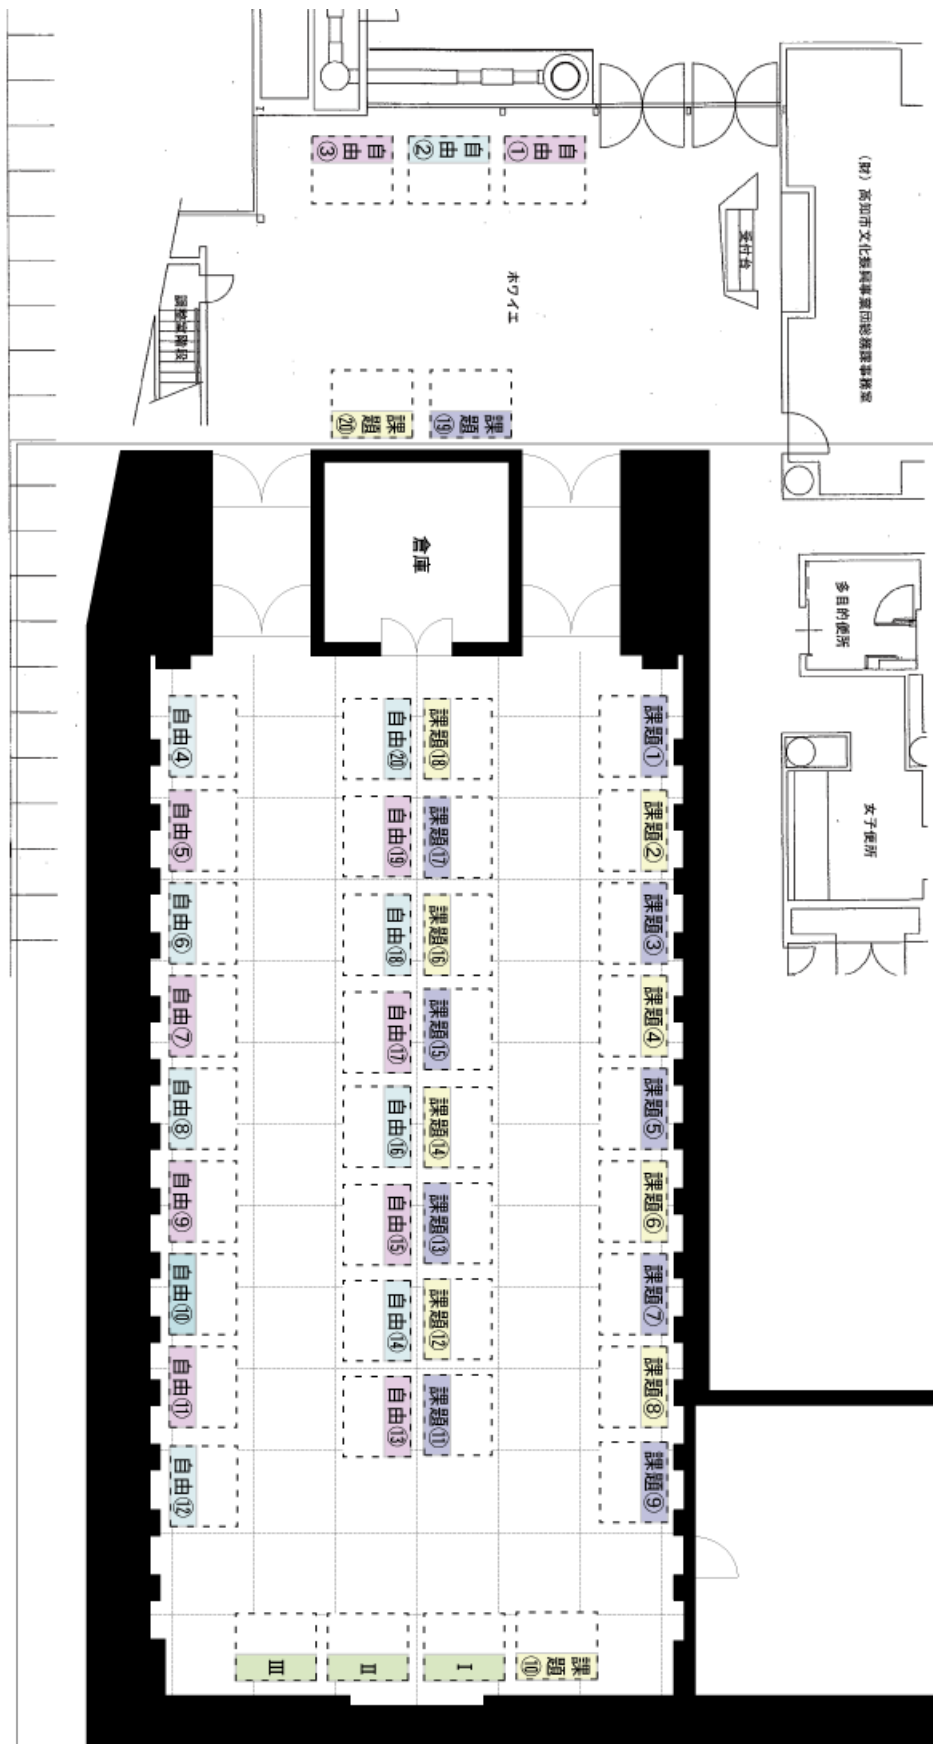 自由③
自由②
自由①
受付台
(財)高知市文化振興事業団総務課事務室
ホワイエ
調整室階段
課題⑳
課題⑲
倉庫
多目的便所
女子便所
自由④
自由⑳
課題⑱
課題①
自由⑤
自由⑲
課題⑰
課題②
自由⑥
自由⑱
課題⑯
課題③
自由⑦
自由⑰
課題⑮
課題④
自由⑧
自由⑯
課題⑭
課題⑤
自由⑨
自由⑮
課題⑬
課題⑥
自由⑩
自由⑭
課題⑫
課題⑦
自由⑪
自由⑬
課題⑪
課題⑧
自由⑫
課題⑨
Ⅲ
Ⅱ
Ⅰ
課題⑩